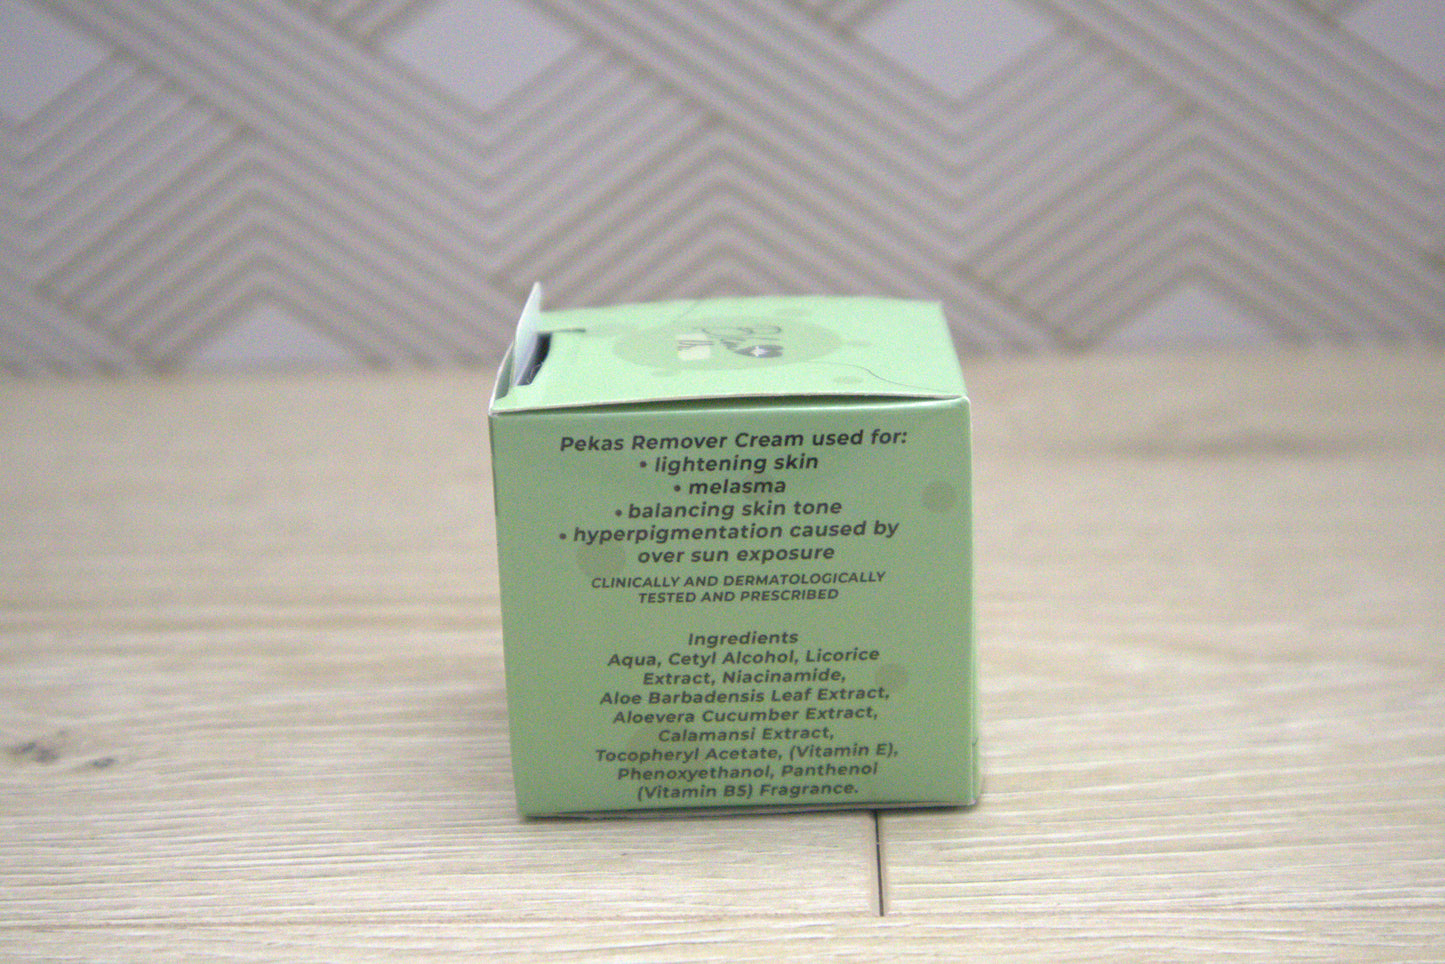 Pekas Remover Cream used for:
• lightening skin
• melasma
• balancing skin tone
• hyperpigmentation caused by
over sun exposure
CLINICALLY AND DERMATOLOGICALLY
TESTED AND PRESCRIBED
Ingredients
Aqua, Cetyl Alcohol, Licorice
Extract, Niacinamide,
Aloe Barbadensis Leaf Extract,
Aloevera Cucumber Extract,
Calamansi Extract,
Tocopheryl Acetate, (Vitamin E),
Phenoxyethanol, Panthenol
(Vitamin B5) Fragrance.